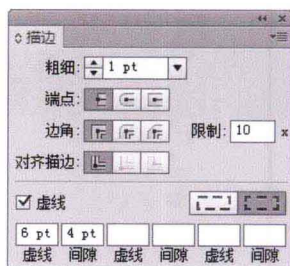 描边
粗细: 1 pt
端点:
边角: 限制: 10 x
对齐描边:
虚线
6 pt 4 pt
虚线 间隙 虚线 间隙 虚线 间隙